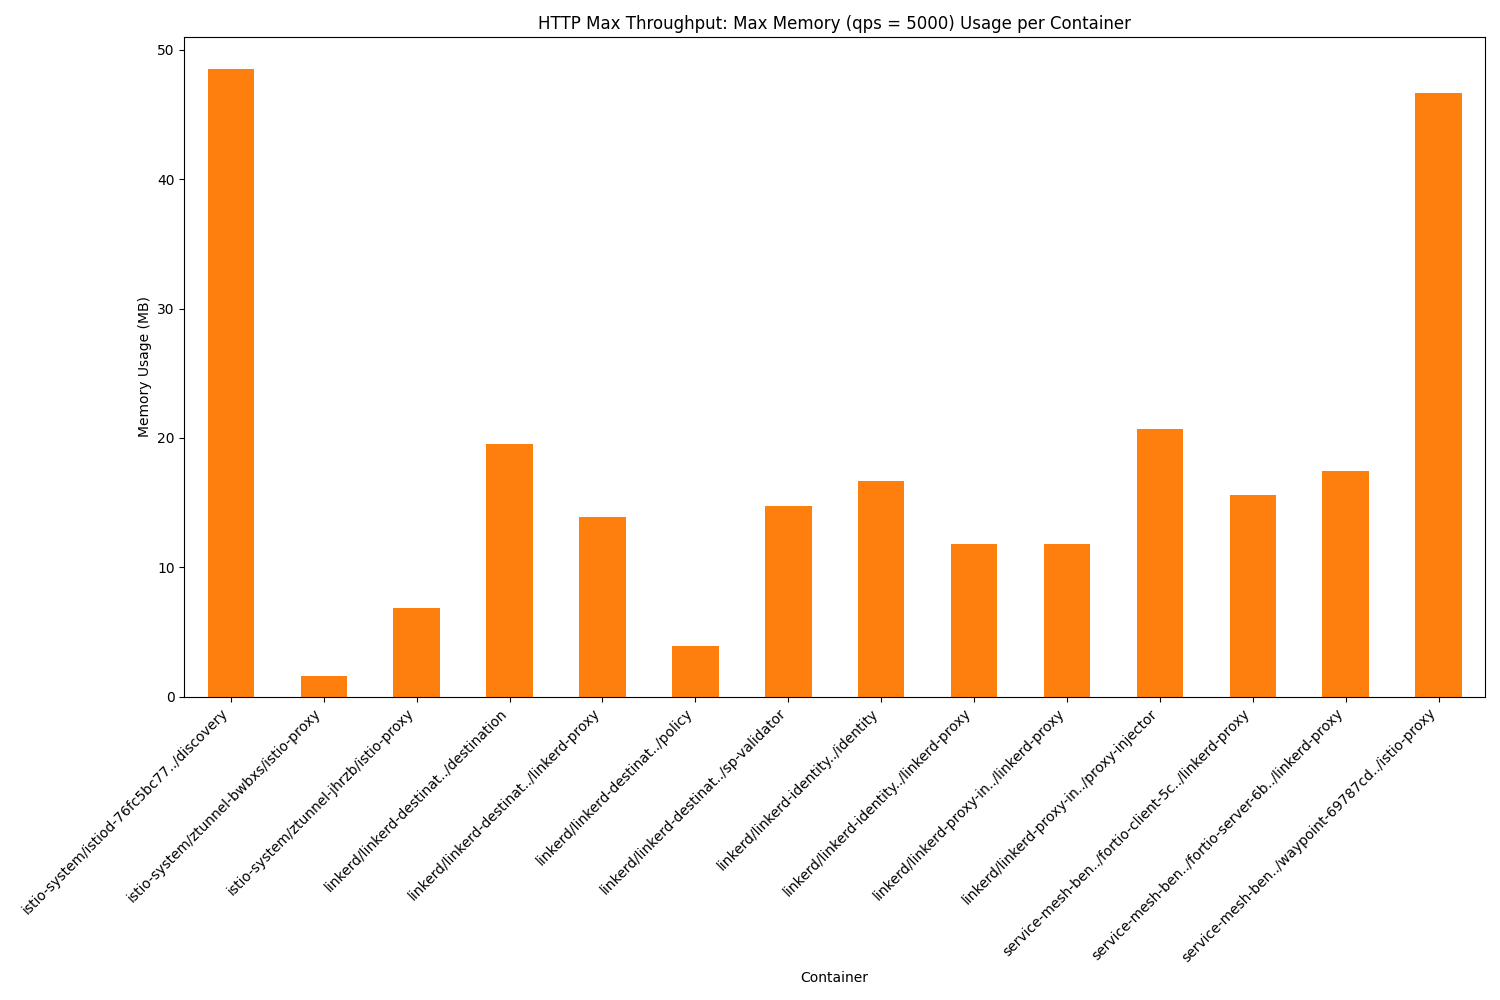 HTTP Max Throughput: Max Memory (qps = 5000) Usage per Container
Memory Usage (MB)
50
40
30
20
10
0
istio-system/istiod-76fc5bc77../discovery
istio-system/ztunnel-bwbxs/istio-proxy
istio-system/ztunnel-jhrzb/istio-proxy
linkerd/linkerd-destinat../destination
linkerd/linkerd-destinat../linkerd-proxy
linkerd/linkerd-destinat../policy
linkerd/linkerd-destinat../sp-validator
linkerd/linkerd-identity../identity
linkerd/linkerd-identity../linkerd-proxy
linkerd/linkerd-proxy-in../linkerd-proxy
linkerd/linkerd-proxy-in../proxy-injector
service-mesh-ben../fortio-client-5c../linkerd-proxy
service-mesh-ben../fortio-server-6b../linkerd-proxy
service-mesh-ben../waypoint-69787cd../istio-proxy
Container